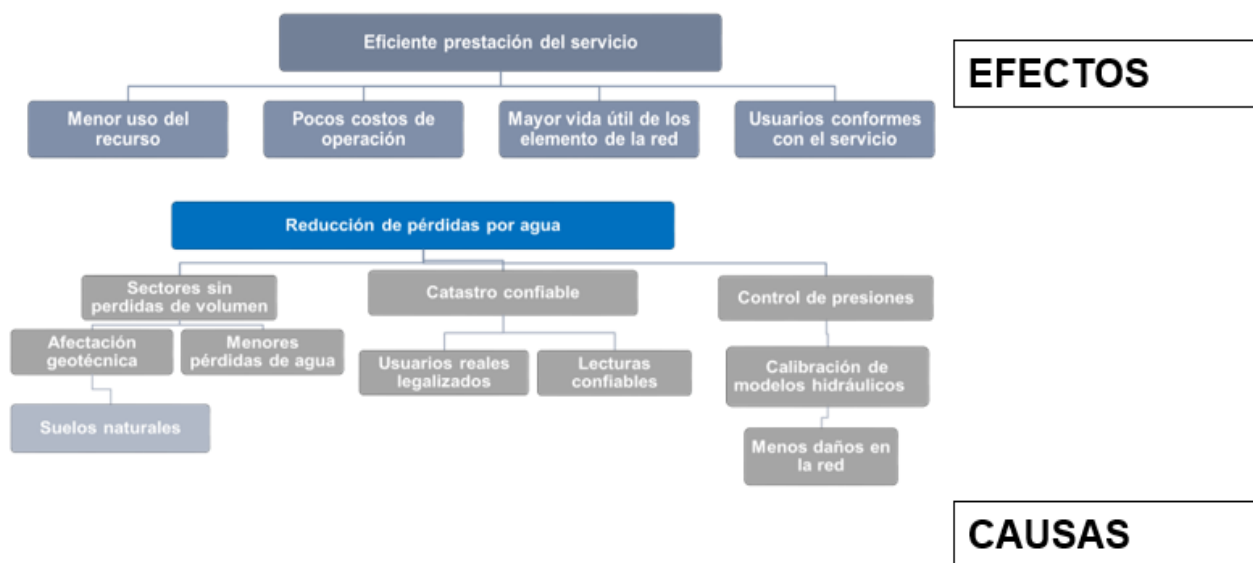 Eficiente prestación del servicio
EFECTOS
Menor uso del
recurso
Pocos costos de
operación
Mayor vida útil de los
elemento de la red
Usuarios conformes
con el servicio
Reducción de pérdidas por agua
Sectores sin
perdidas de volumen
Catastro confiable
Control de presiones
Afectación
geotécnica
Menores
pérdidas de agua
Usuarios reales
legalizados
Lecturas
confiables
Calibración de
modelos hidráulicos
Suelos naturales
Menos daños en
la red
CAUSAS